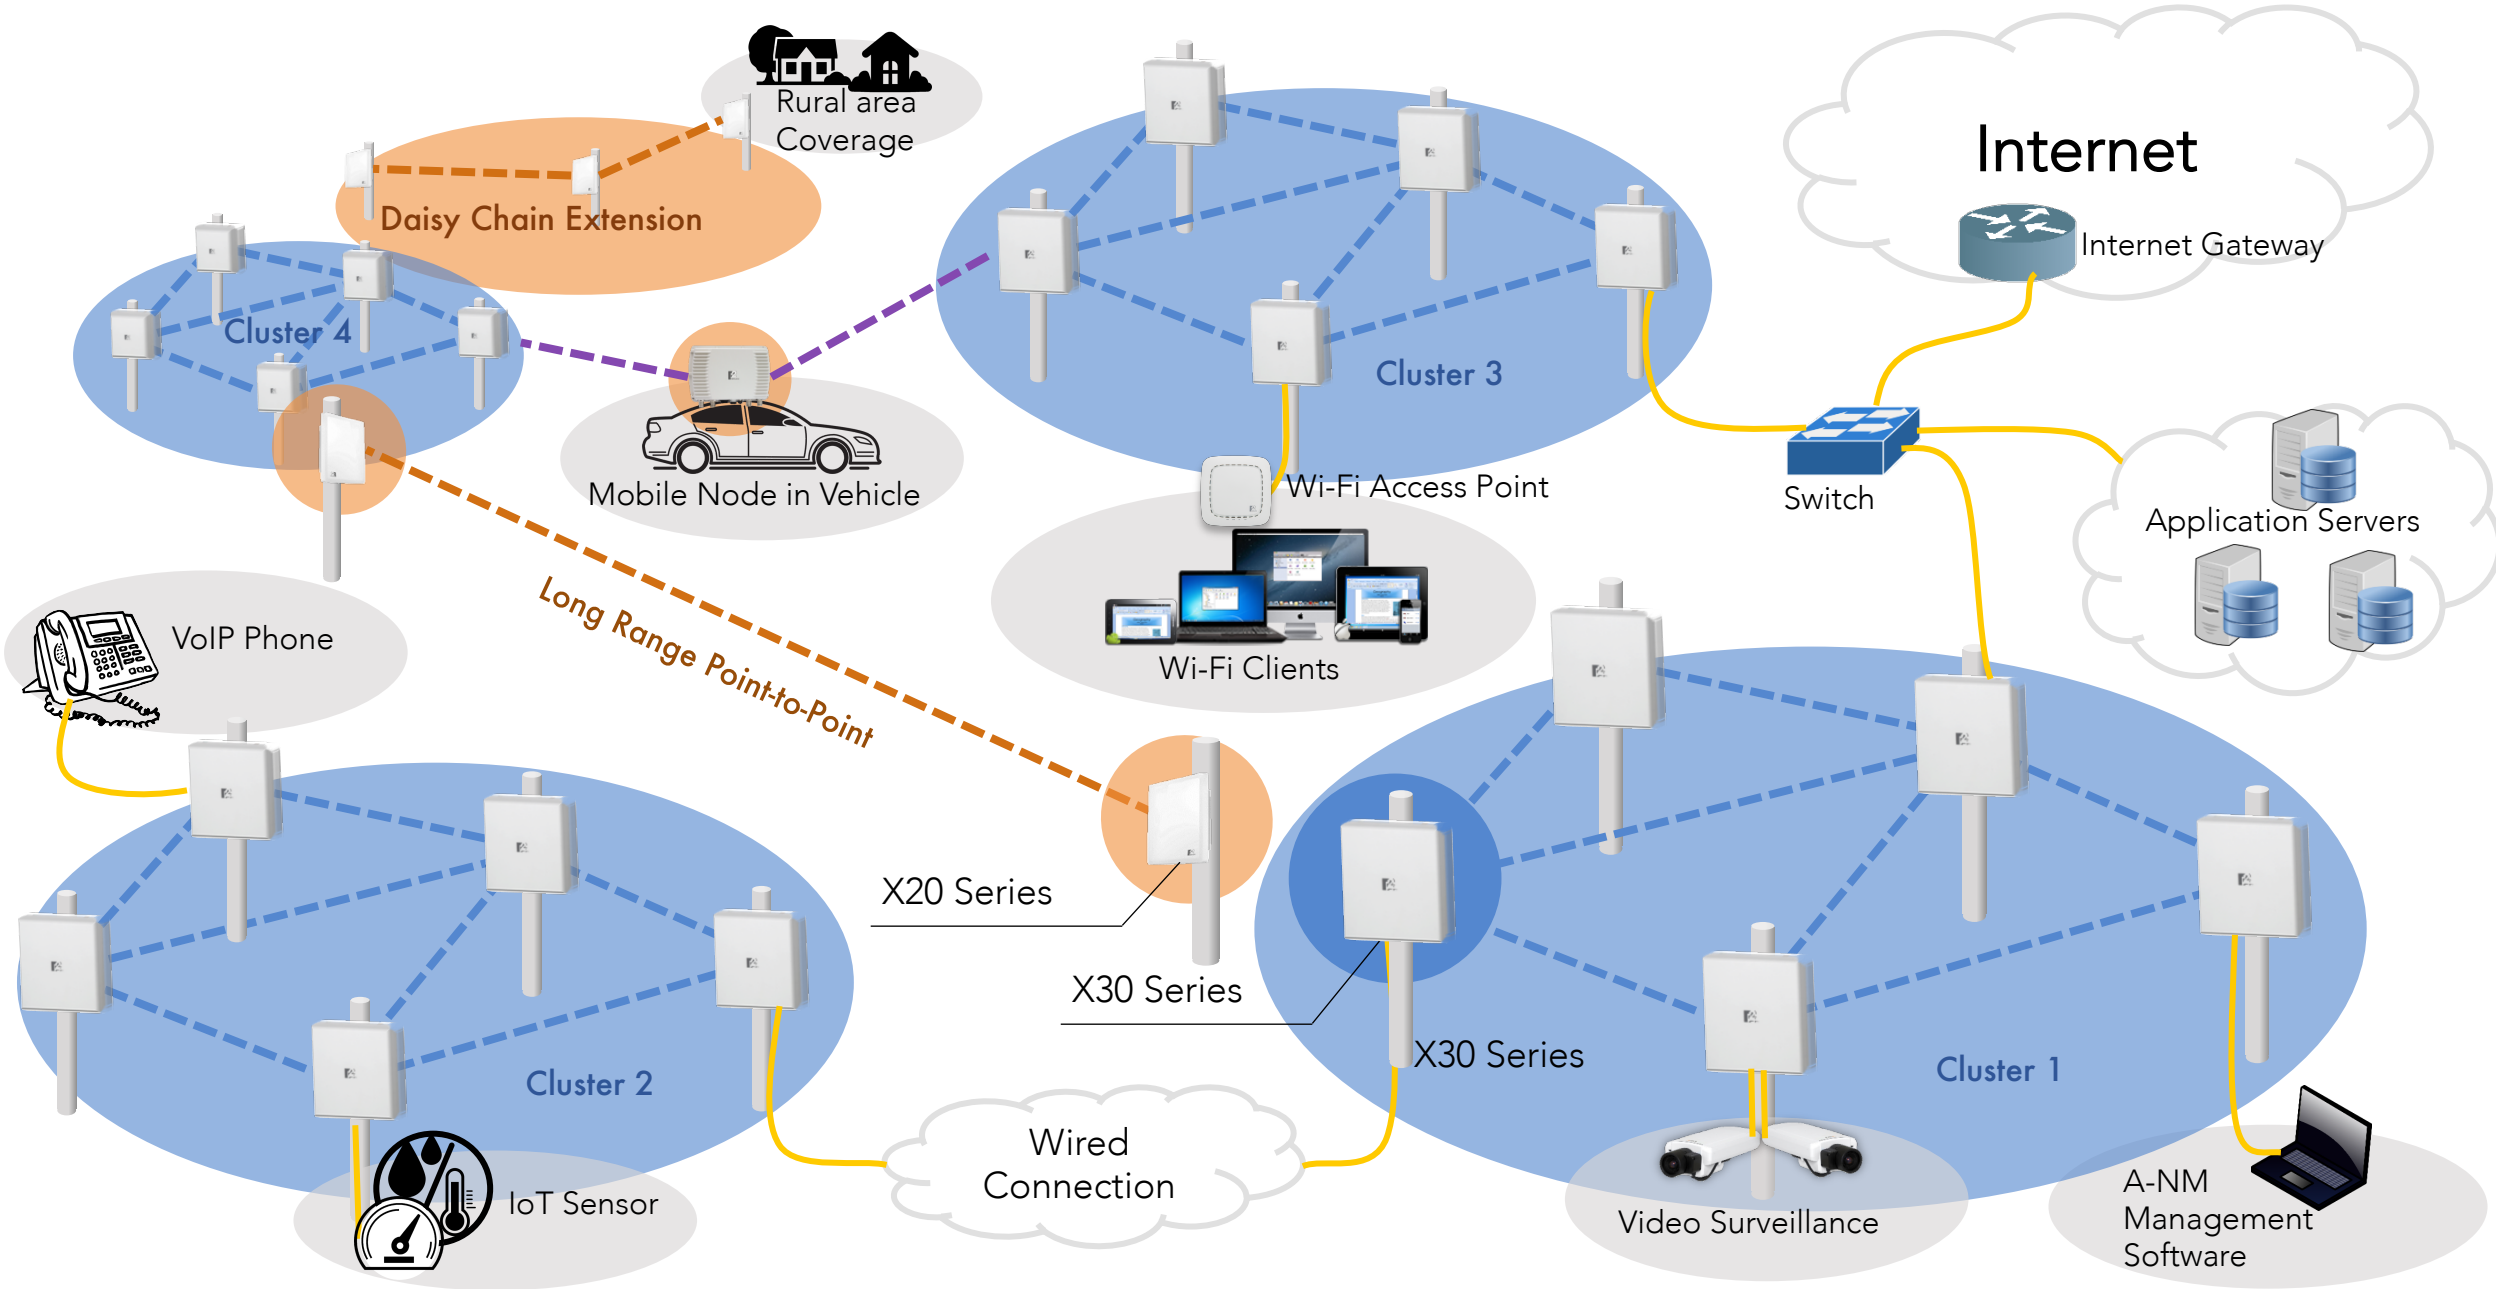 Rural area
Coverage
Internet
Daisy Chain Extension
Internet Gateway
Cluster 4
Cluster 3
Mobile Node in Vehicle
Wi-Fi Access Point
Switch
Application Servers
Long Range Point-to-Point
VoIP Phone
Wi-Fi Clients
X20 Series
X30 Series
X30 Series
Cluster 2
Cluster 1
Wired
Connection
IoT Sensor
Video Surveillance
A-NM
Management
Software